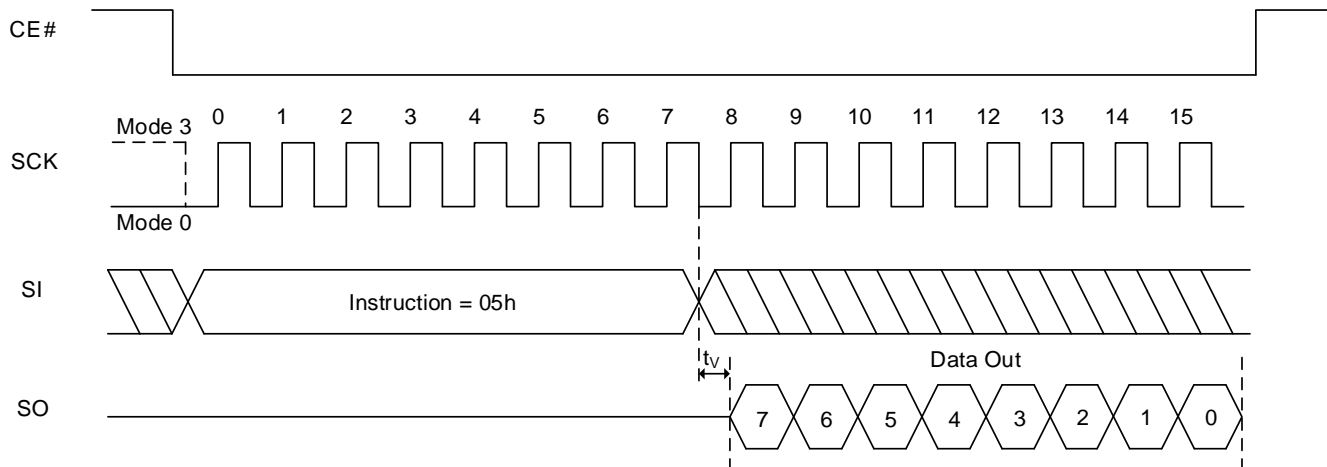 CE#
Mode 3
0 1 2 3 4 5 6 7 8 9 10 11 12 13 14 15
SCK
Mode 0
SI
Instruction = 05h
tV
Data Out
SO
7 6 5 4 3 2 1 0